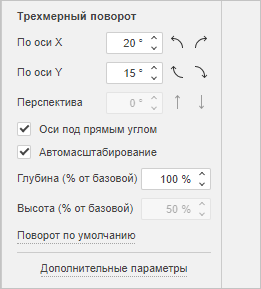 Трехмерный поворот
По оси X 20 °
По оси Y 15 °
Перспектива 0 °
Оси под прямым углом
Автомасштабирование
Глубина (% от базовой) 100 %
Высота (% от базовой) 50 %
Поворот по умолчанию
Дополнительные параметры